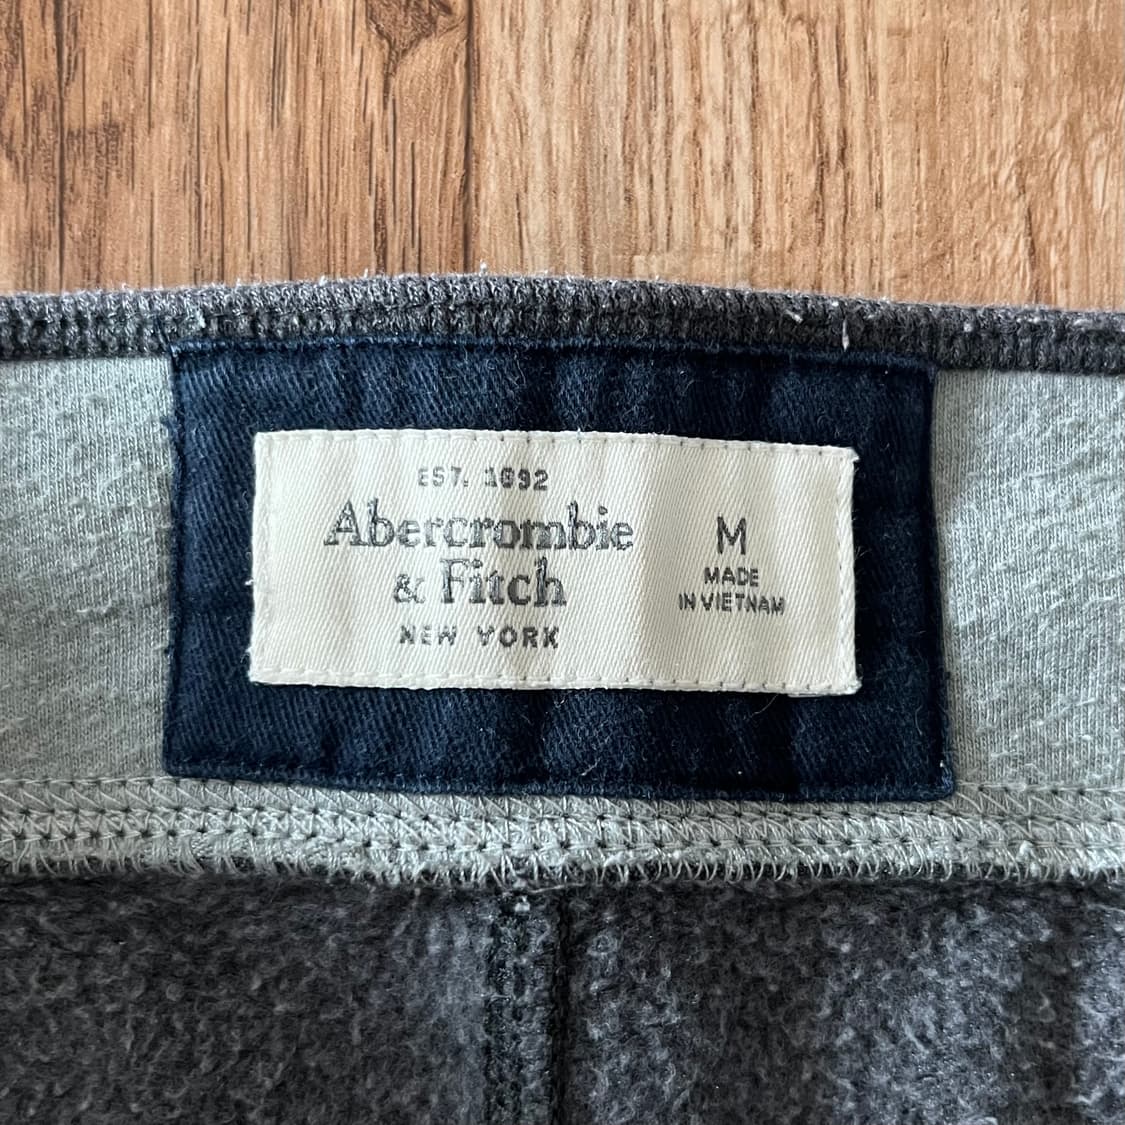 EST. 1892
Abercrombie
& Fitch
NEW YORK
M
MADE
IN VIETNAM